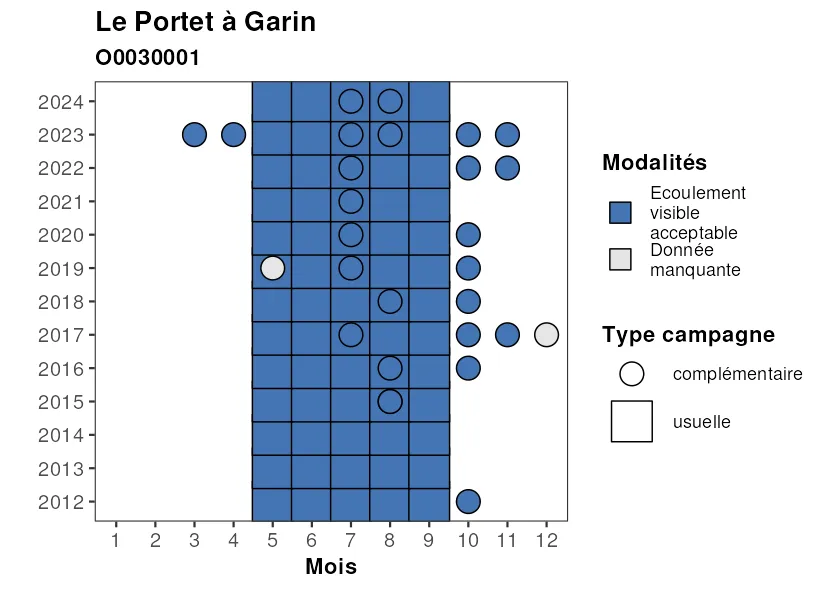 Le Portet à Garin
O0030001
2024
2023
2022
2021
2020
2019
2018
2017
2016
2015
2014
2013
2012
1 2 3 4 5 6 7 8 9 10 11 12
Mois
Modalités
Ecoulement
visible
acceptable
Donnée
manquante
Type campagne
complémentaire
usuelle